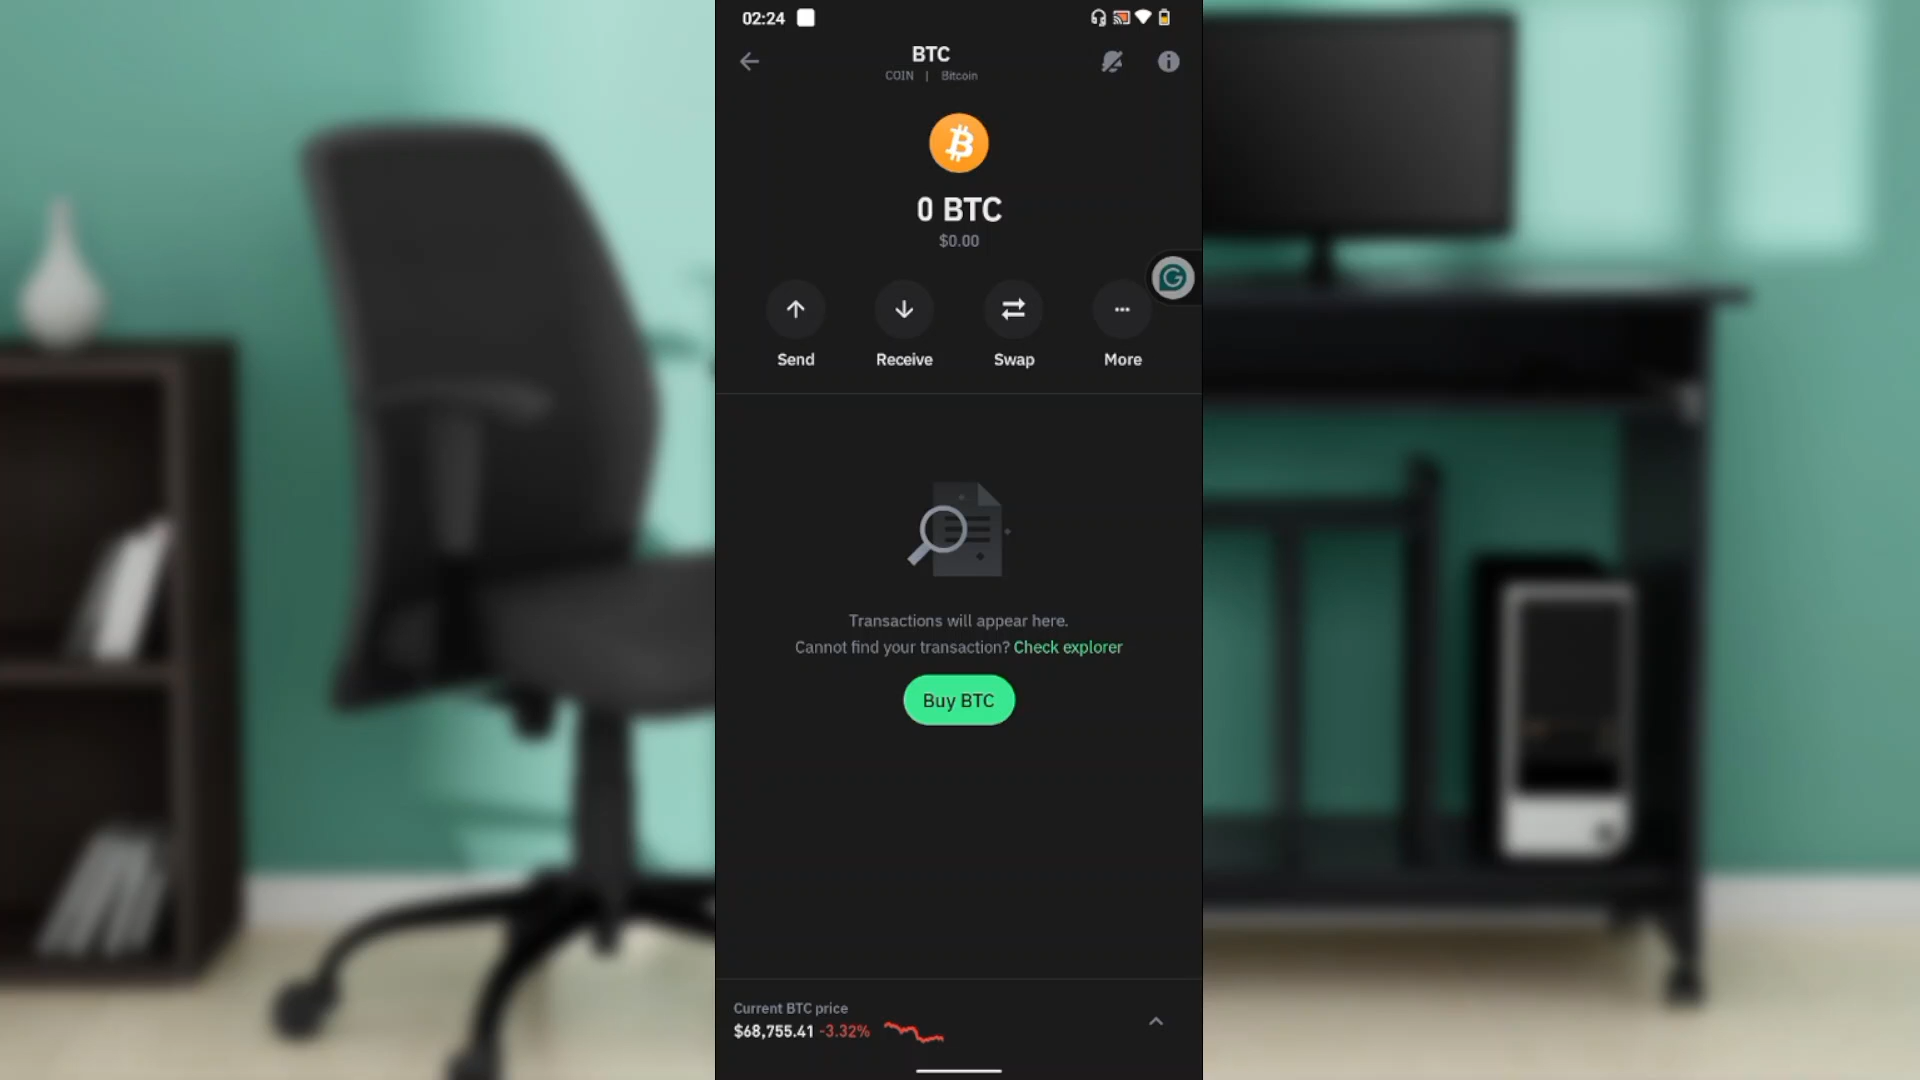 02:24
BTC
COIN | Bitcoin
0 BTC
$0.00
Send Receive Swap More
Transactions will appear here.
Cannot find your transaction? Check explorer
Buy BTC
Current BTC price
$68,755.41 -3.32%